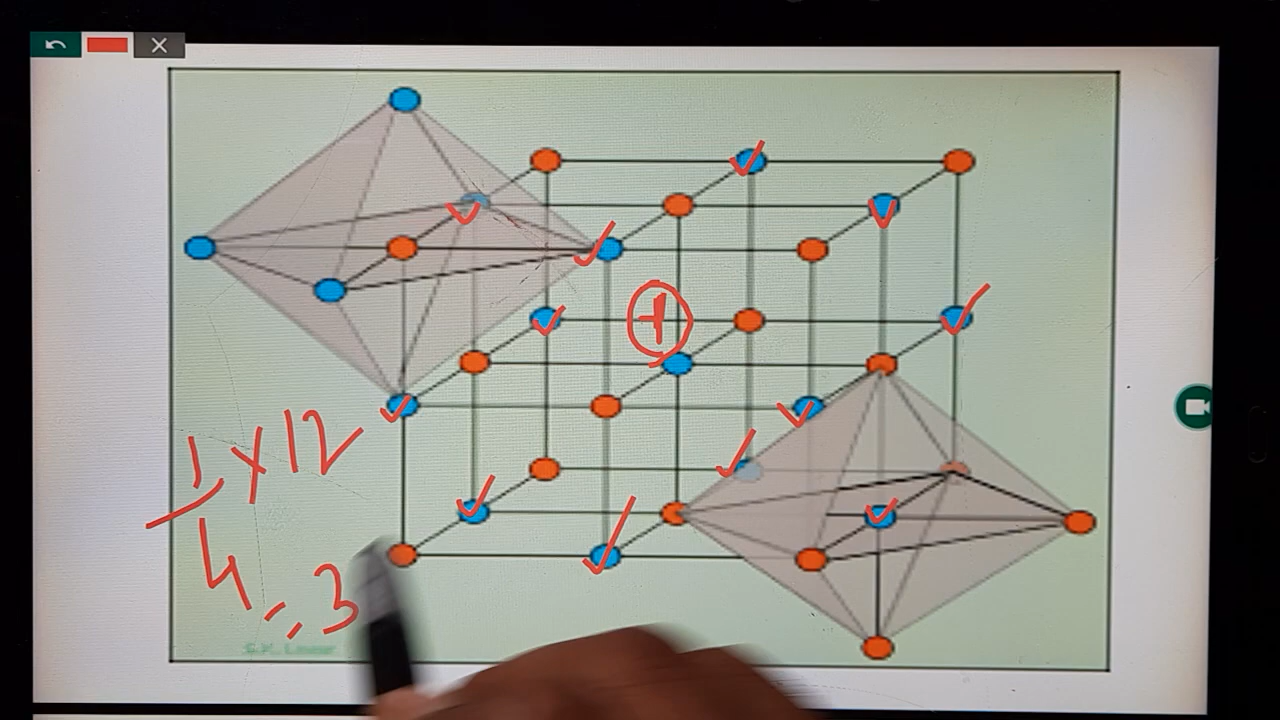 1
1/4 × 12
= 3